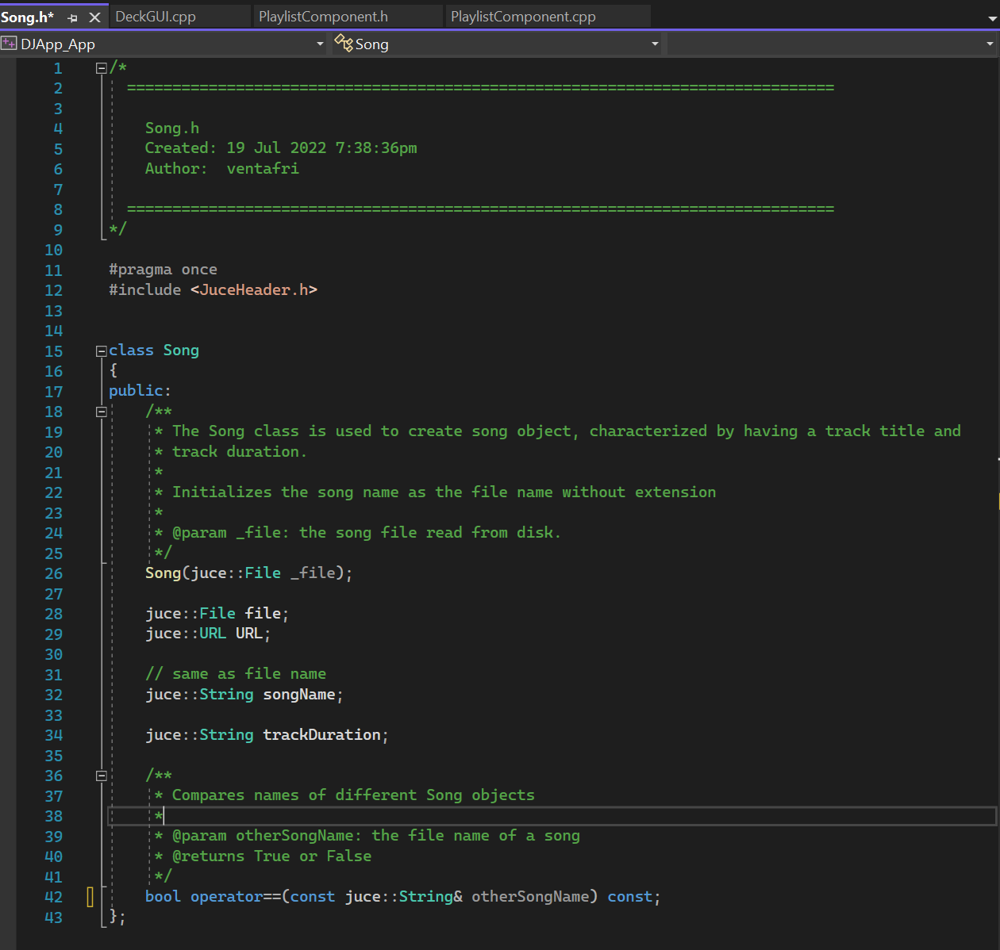 Song.h* DeckGUI.cpp PlaylistComponent.h PlaylistComponent.cpp
DJApp_App Song
1 /*
2 ==============================================================================
3
4 Song.h
5 Created: 19 Jul 2022 7:38:36pm
6 Author:  ventafri
7
8 ==============================================================================
9 */
10
11 #pragma once
12 #include <JuceHeader.h>
13
14
15 class Song
16 {
17 public:
18 /**
19 * The Song class is used to create song object, characterized by having a track title and
20 * track duration.
21 *
22 * Initializes the song name as the file name without extension
23 *
24 * @param _file: the song file read from disk.
25 */
26 Song(juce::File _file);
27
28 juce::File file;
29 juce::URL URL;
30
31 // same as file name
32 juce::String songName;
33
34 juce::String trackDuration;
35
36 /**
37 * Compares names of different Song objects
38 *
39 * @param otherSongName: the file name of a song
40 * @returns True or False
41 */
42 bool operator==(const juce::String& otherSongName) const;
43 };